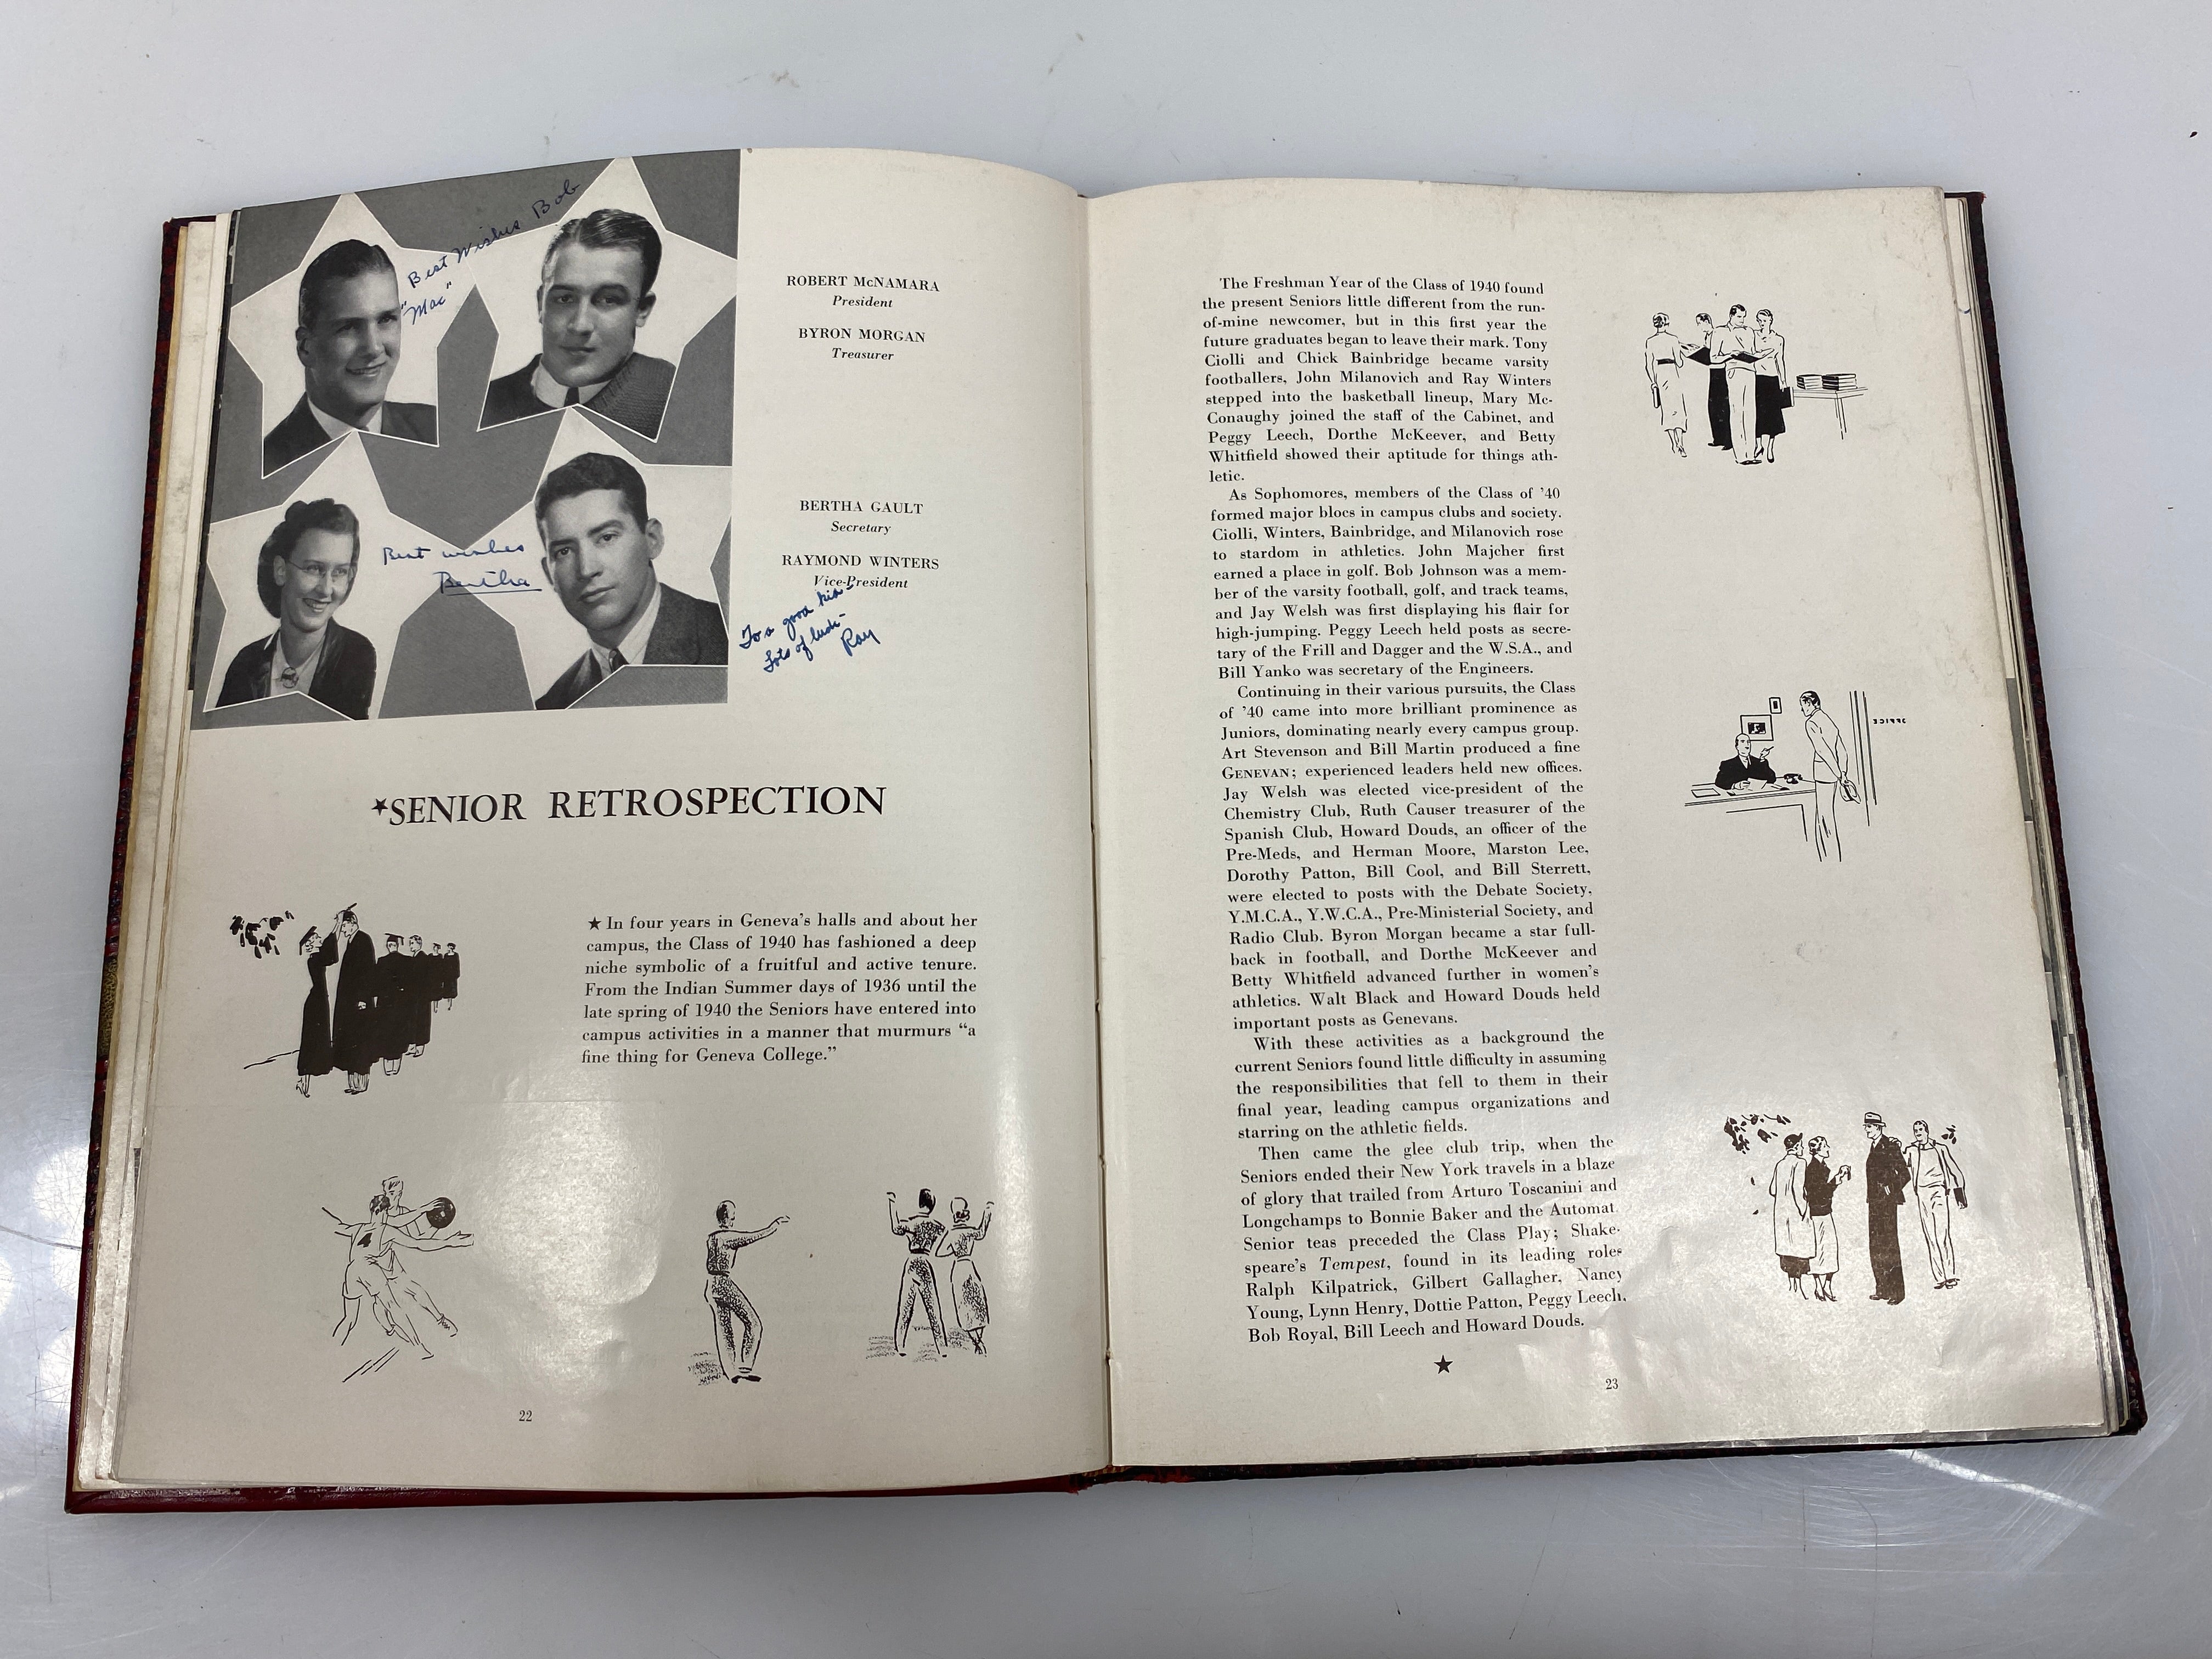 Best Wishes Bob
"Mac"
Best wishes
Bertha
ROBERT McNAMARA
President
BYRON MORGAN
Treasurer
BERTHA GAULT
Secretary
RAYMOND WINTERS
Vice-President
To a good kid-
Lots of luck-
Ray
★SENIOR RETROSPECTION
★ In four years in Geneva's halls and about her
campus, the Class of 1940 has fashioned a deep
niche symbolic of a fruitful and active tenure.
From the Indian Summer days of 1936 until the
late spring of 1940 the Seniors have entered into
campus activities in a manner that murmurs "a
fine thing for Geneva College."
4
22
The Freshman Year of the Class of 1940 found
the present Seniors little different from the run-
of-mine newcomer, but in this first year the
future graduates began to leave their mark. Tony
Ciolli and Chick Bainbridge became varsity
footballers, John Milanovich and Ray Winters
stepped into the basketball lineup, Mary Mc-
Conaughy joined the staff of the Cabinet, and
Peggy Leech, Dorthe McKeever, and Betty
Whitfield showed their aptitude for things ath-
letic.
As Sophomores, members of the Class of '40
formed major blocs in campus clubs and society.
Ciolli, Winters, Bainbridge, and Milanovich rose
to stardom in athletics. John Majcher first
earned a place in golf. Bob Johnson was a mem-
ber of the varsity football, golf, and track teams,
and Jay Welsh was first displaying his flair for
high-jumping. Peggy Leech held posts as secre-
tary of the Frill and Dagger and the W.S.A., and
Bill Yanko was secretary of the Engineers.
Continuing in their various pursuits, the Class
of '40 came into more brilliant prominence as
Juniors, dominating nearly every campus group.
Art Stevenson and Bill Martin produced a fine
GENEVAN; experienced leaders held new offices.
Jay Welsh was elected vice-president of the
Chemistry Club, Ruth Causer treasurer of the
Spanish Club, Howard Douds, an officer of the
Pre-Meds, and Herman Moore, Marston Lee,
Dorothy Patton, Bill Cool, and Bill Sterrett,
were elected to posts with the Debate Society,
Y.M.C.A., Y.W.C.A., Pre-Ministerial Society, and
Radio Club. Byron Morgan became a star full-
back in football, and Dorthe McKeever and
Betty Whitfield advanced further in women's
athletics. Walt Black and Howard Douds held
important posts as Genevans.
With these activities as a background the
current Seniors found little difficulty in assuming
the responsibilities that fell to them in their
final year, leading campus organizations and
starring on the athletic fields.
Then came the glee club trip, when the
Seniors ended their New York travels in a blaze
of glory that trailed from Arturo Toscanini and
Longchamps to Bonnie Baker and the Automat.
Senior teas preceded the Class Play; Shake-
speare's Tempest, found in its leading roles
Ralph Kilpatrick, Gilbert Gallagher, Nancy
Young, Lynn Henry, Dottie Patton, Peggy Leech,
Bob Royal, Bill Leech and Howard Douds.
★
23
OFFICE